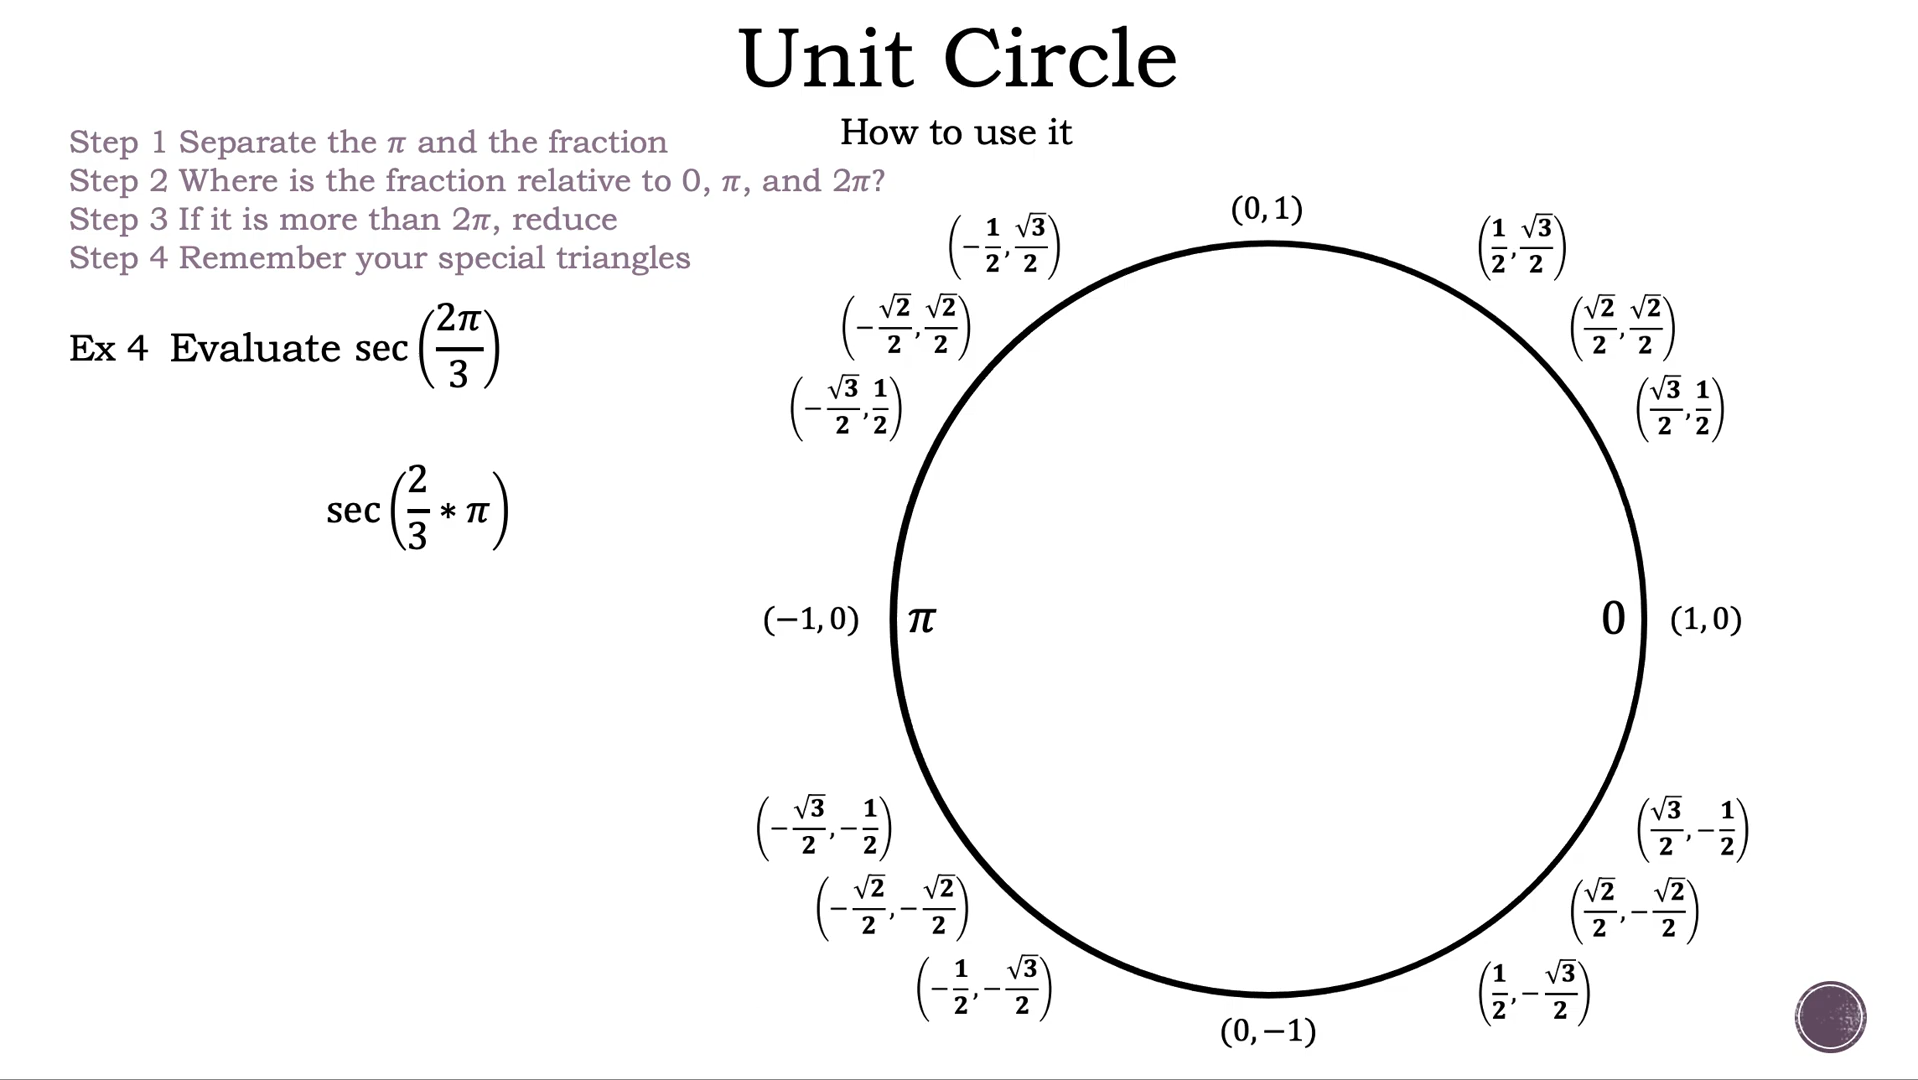 Unit Circle
How to use it
Step 1 Separate the π and the fraction
Step 2 Where is the fraction relative to 0, π, and 2π?
Step 3 If it is more than 2π, reduce
Step 4 Remember your special triangles
Ex 4 Evaluate sec(2π/3)
sec(2/3 * π)
(0, 1)
(−1/2, √3/2)
(1/2, √3/2)
(−√2/2, √2/2)
(√2/2, √2/2)
(−√3/2, 1/2)
(√3/2, 1/2)
(−1, 0) π 0 (1, 0)
(−√3/2, −1/2)
(√3/2, −1/2)
(−√2/2, −√2/2)
(√2/2, −√2/2)
(−1/2, −√3/2)
(1/2, −√3/2)
(0, −1)